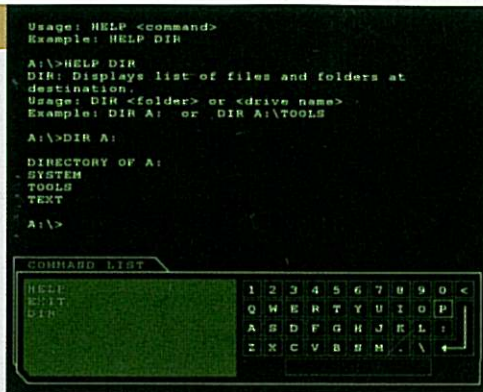 Usage: HELP <command>
Example: HELP DIR
A:\>HELP DIR
DIR: Displays list of files and folders at
destination.
Usage: DIR <folder> or <drive name>
Example: DIR A: or DIR A:\TOOLS
A:\>DIR A:
DIRECTORY OF A:
SYSTEM
TOOLS
TEXT
A:\>
COMMAND LIST
HELP
EXIT
DIR
1 2 3 4 5 6 7 8 9 0 <
Q W E R T Y U I O P
A S D F G H J K L :
Z X C V B N M . \